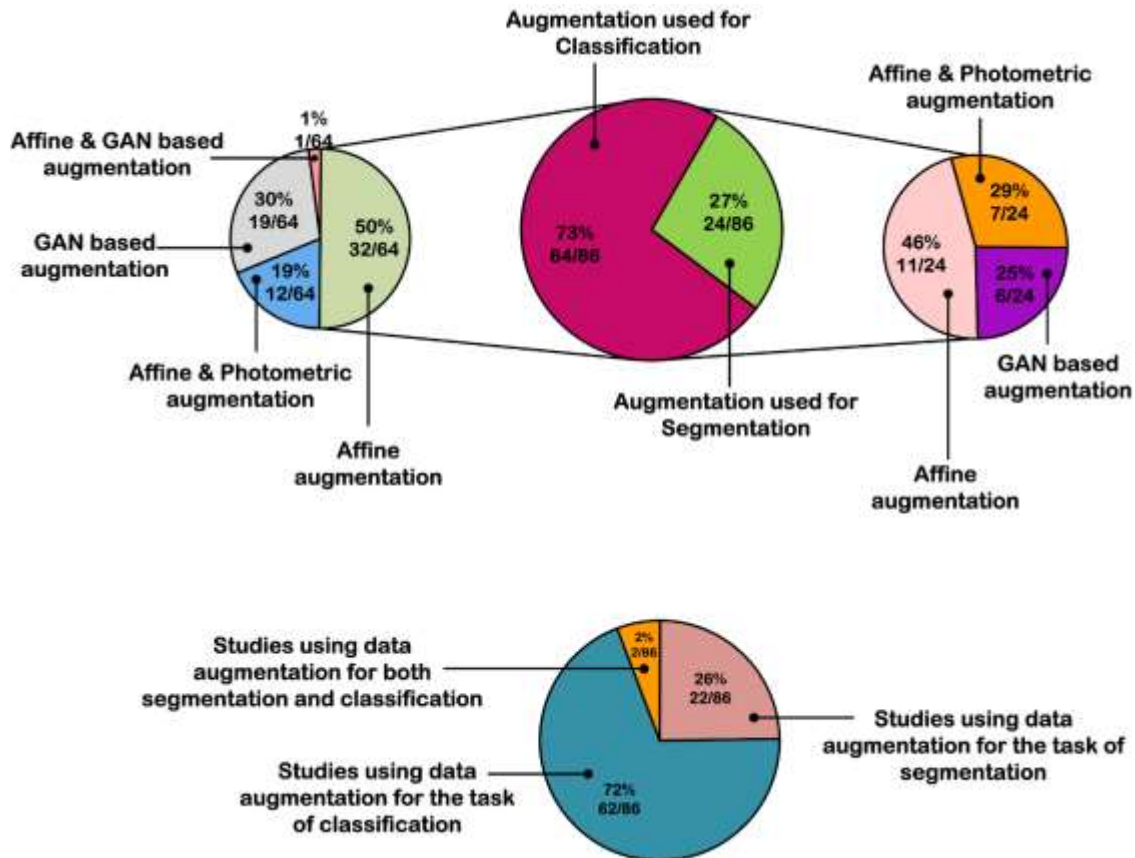 Augmentation used for
Classification
Affine & Photometric
augmentation
1%
1/64
Affine & GAN based
augmentation
30%
19/64
GAN based
augmentation
50%
32/64
19%
12/64
73%
64/86
27%
24/86
29%
7/24
46%
11/24
25%
6/24
Affine & Photometric
augmentation
Affine
augmentation
Augmentation used for
Segmentation
GAN based
augmentation
Affine
augmentation
Studies using data
augmentation for both
segmentation and classification
2%
2/86
26%
22/86
Studies using data
augmentation for the task of
segmentation
Studies using data
augmentation for the task
of classification
72%
62/86